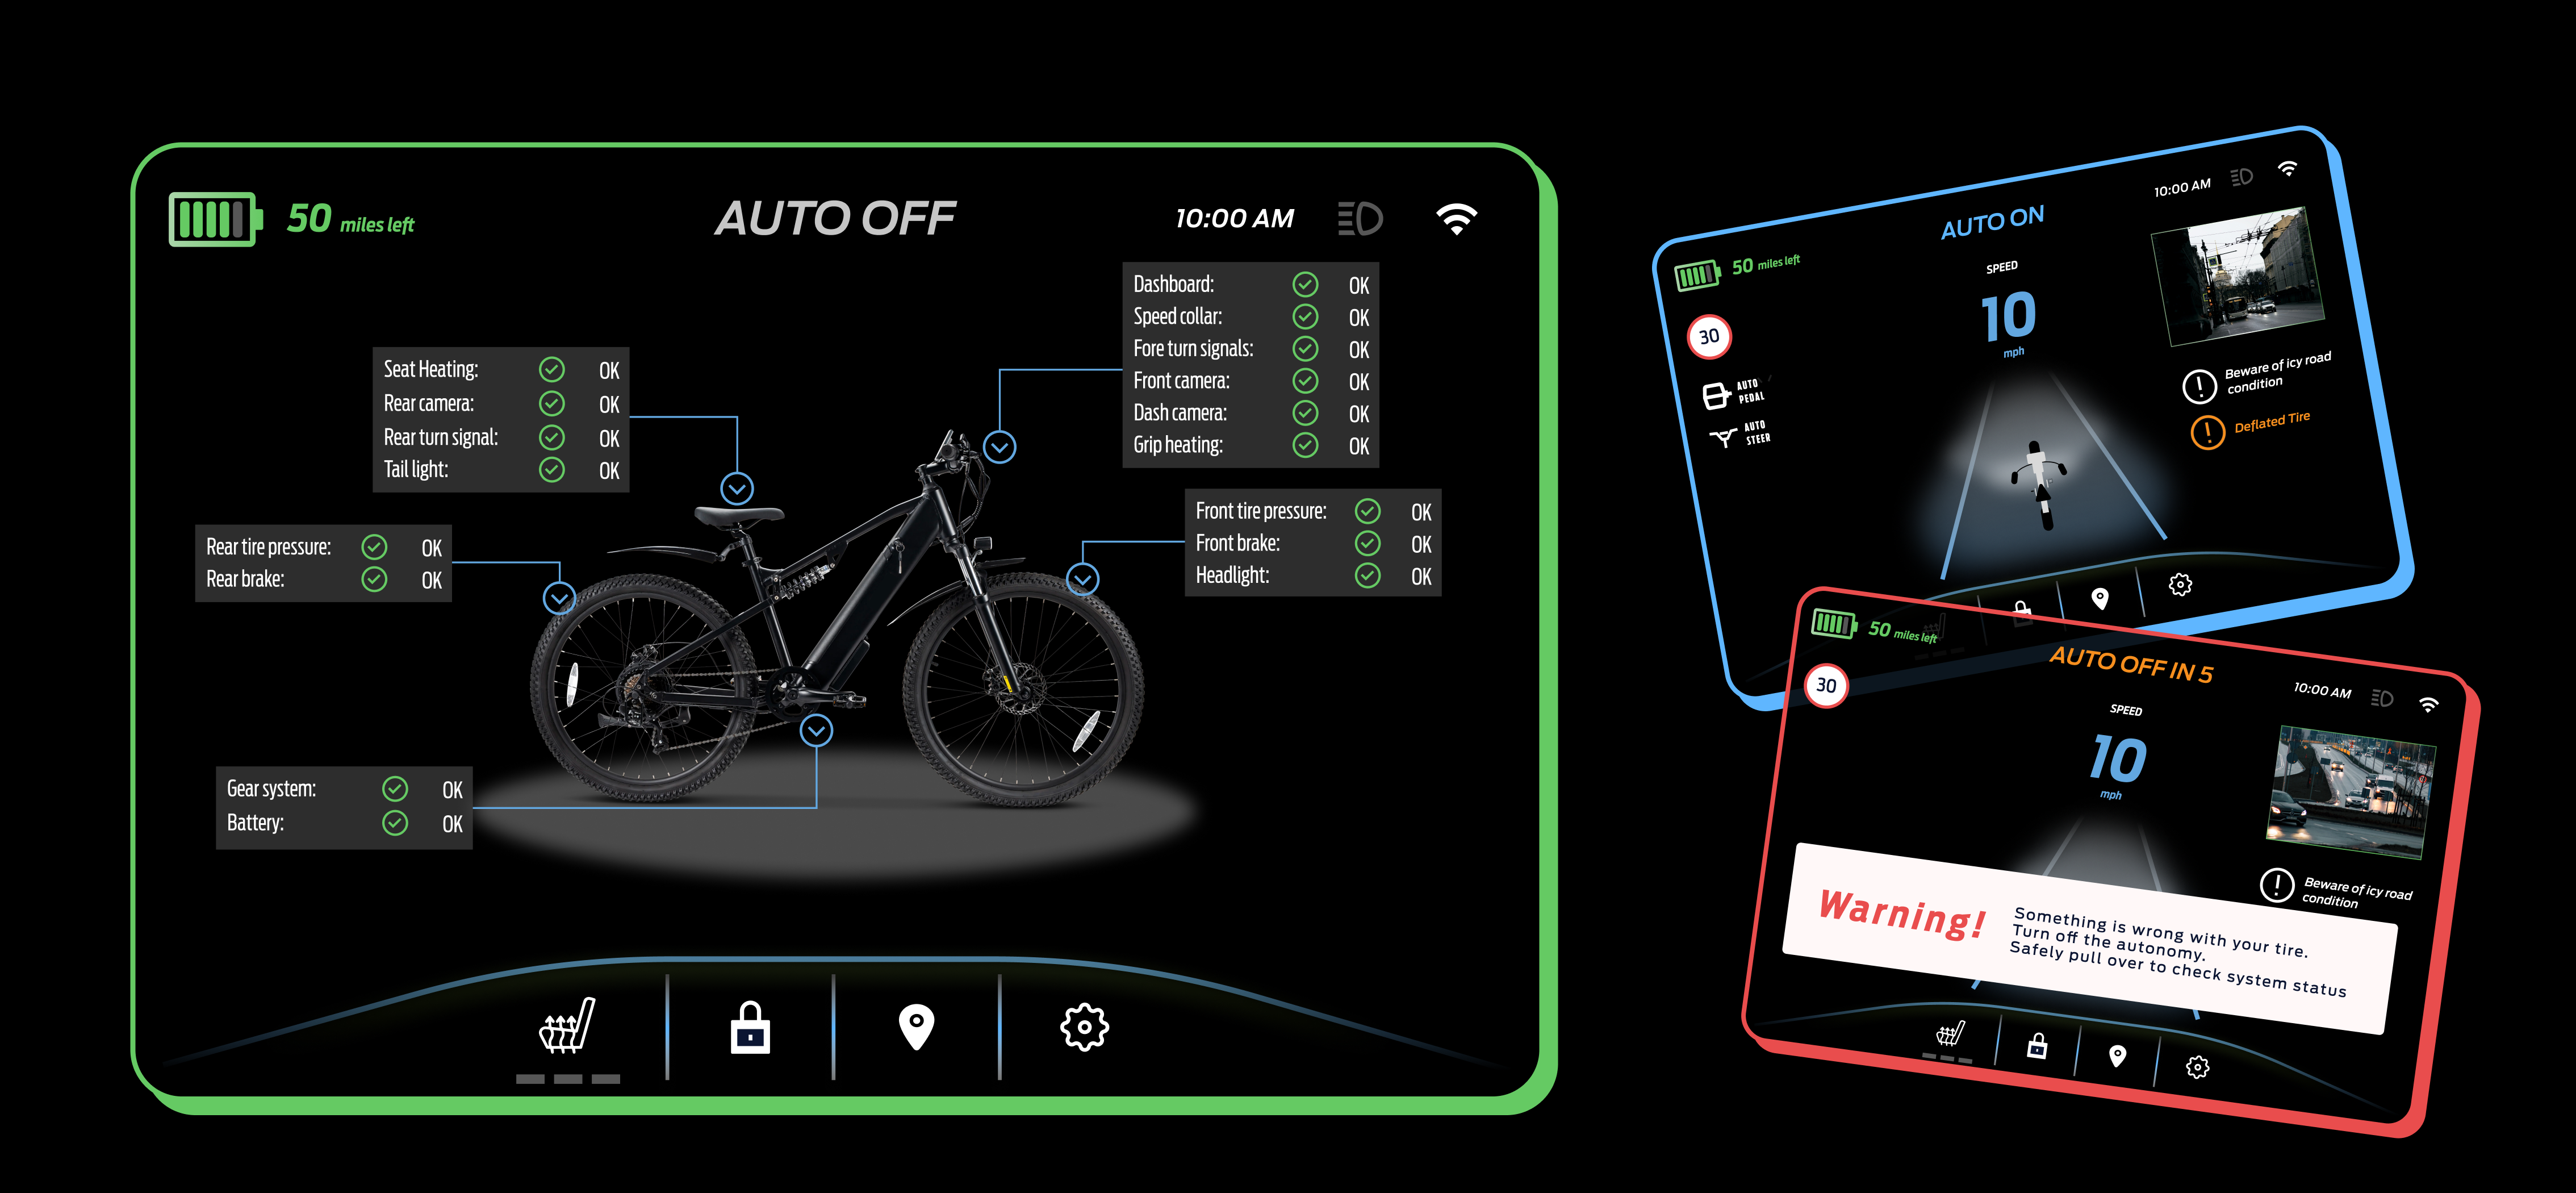 50 miles left
AUTO OFF
10:00 AM
Seat Heating: OK
Rear camera: OK
Rear turn signal: OK
Tail light: OK
Dashboard: OK
Speed collar: OK
Fore turn signals: OK
Front camera: OK
Dash camera: OK
Grip heating: OK
Rear tire pressure: OK
Rear brake: OK
Front tire pressure: OK
Front brake: OK
Headlight: OK
Gear system: OK
Battery: OK
50 miles left
AUTO ON
10:00 AM
SPEED
10
mph
30
AUTO
PEDAL
AUTO
STEER
Beware of icy road
condition
Deflated Tire
50 miles left
AUTO OFF IN 5
10:00 AM
30
SPEED
10
mph
Beware of icy road
condition
Warning!
Something is wrong with your tire.
Turn off the autonomy.
Safely pull over to check system status